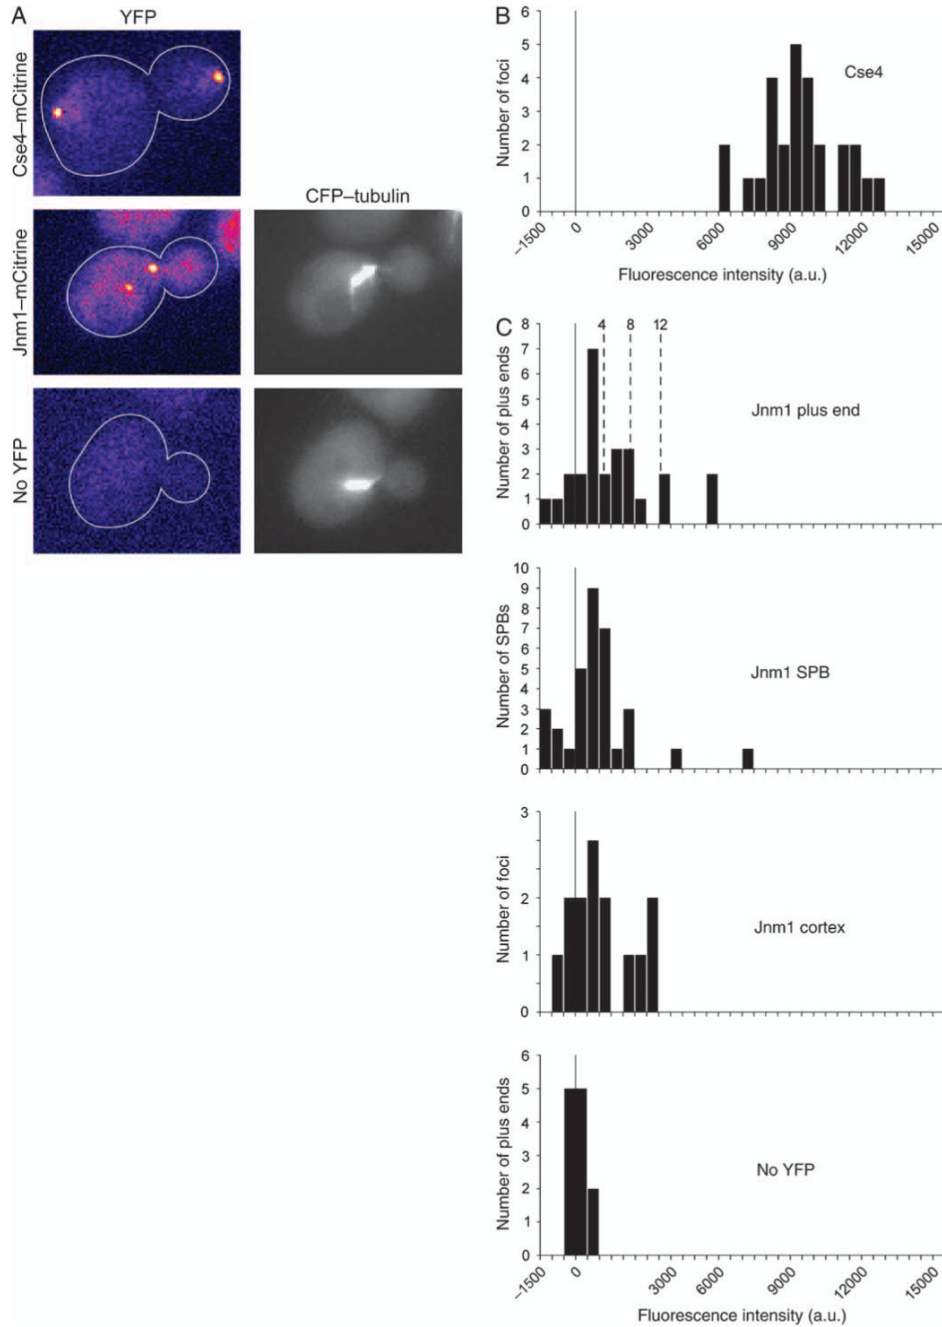 A
YFP
Cse4–mCitrine
Jnm1–mCitrine
No YFP
CFP–tubulin
B
Number of foci
6
5
4
3
2
1
0
Cse4
–1500 0 3000 6000 9000 12000 15000
Fluorescence intensity (a.u.)
C
Number of plus ends
8
7
6
5
4
3
2
1
0
4 8 12
Jnm1 plus end
Number of SPBs
10
9
8
7
6
5
4
3
2
1
0
Jnm1 SPB
Number of foci
3
2
1
0
Jnm1 cortex
Number of plus ends
6
5
4
3
2
1
0
No YFP
–1500 0 3000 6000 9000 12000 15000
Fluorescence intensity (a.u.)